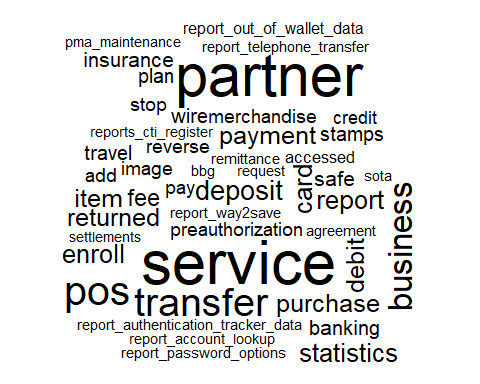 report_out_of_wallet_data
pma_maintenance report_telephone_transfer
insurance
plan partner
stop
wire merchandise credit
reports_cti_register payment stamps
travel reverse remittance accessed
add image bbg request card safe sota
item fee pay deposit report
returned report_way2save
settlements preauthorization agreement
enroll service debit business
pos transfer purchase
report_authentication_tracker_data banking
report_account_lookup
report_password_options statistics